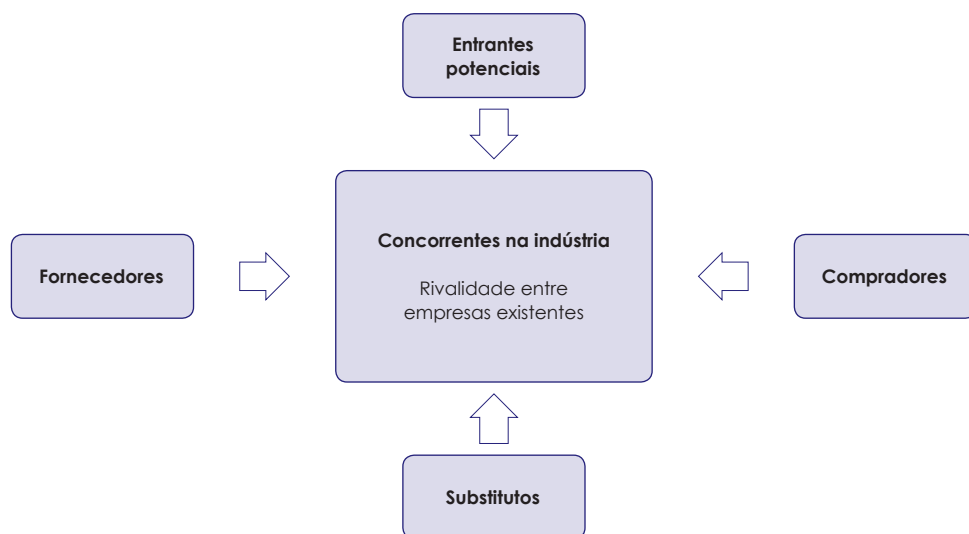 Entrantes
potenciais
Concorrentes na indústria
Rivalidade entre
empresas existentes
Fornecedores
Compradores
Substitutos